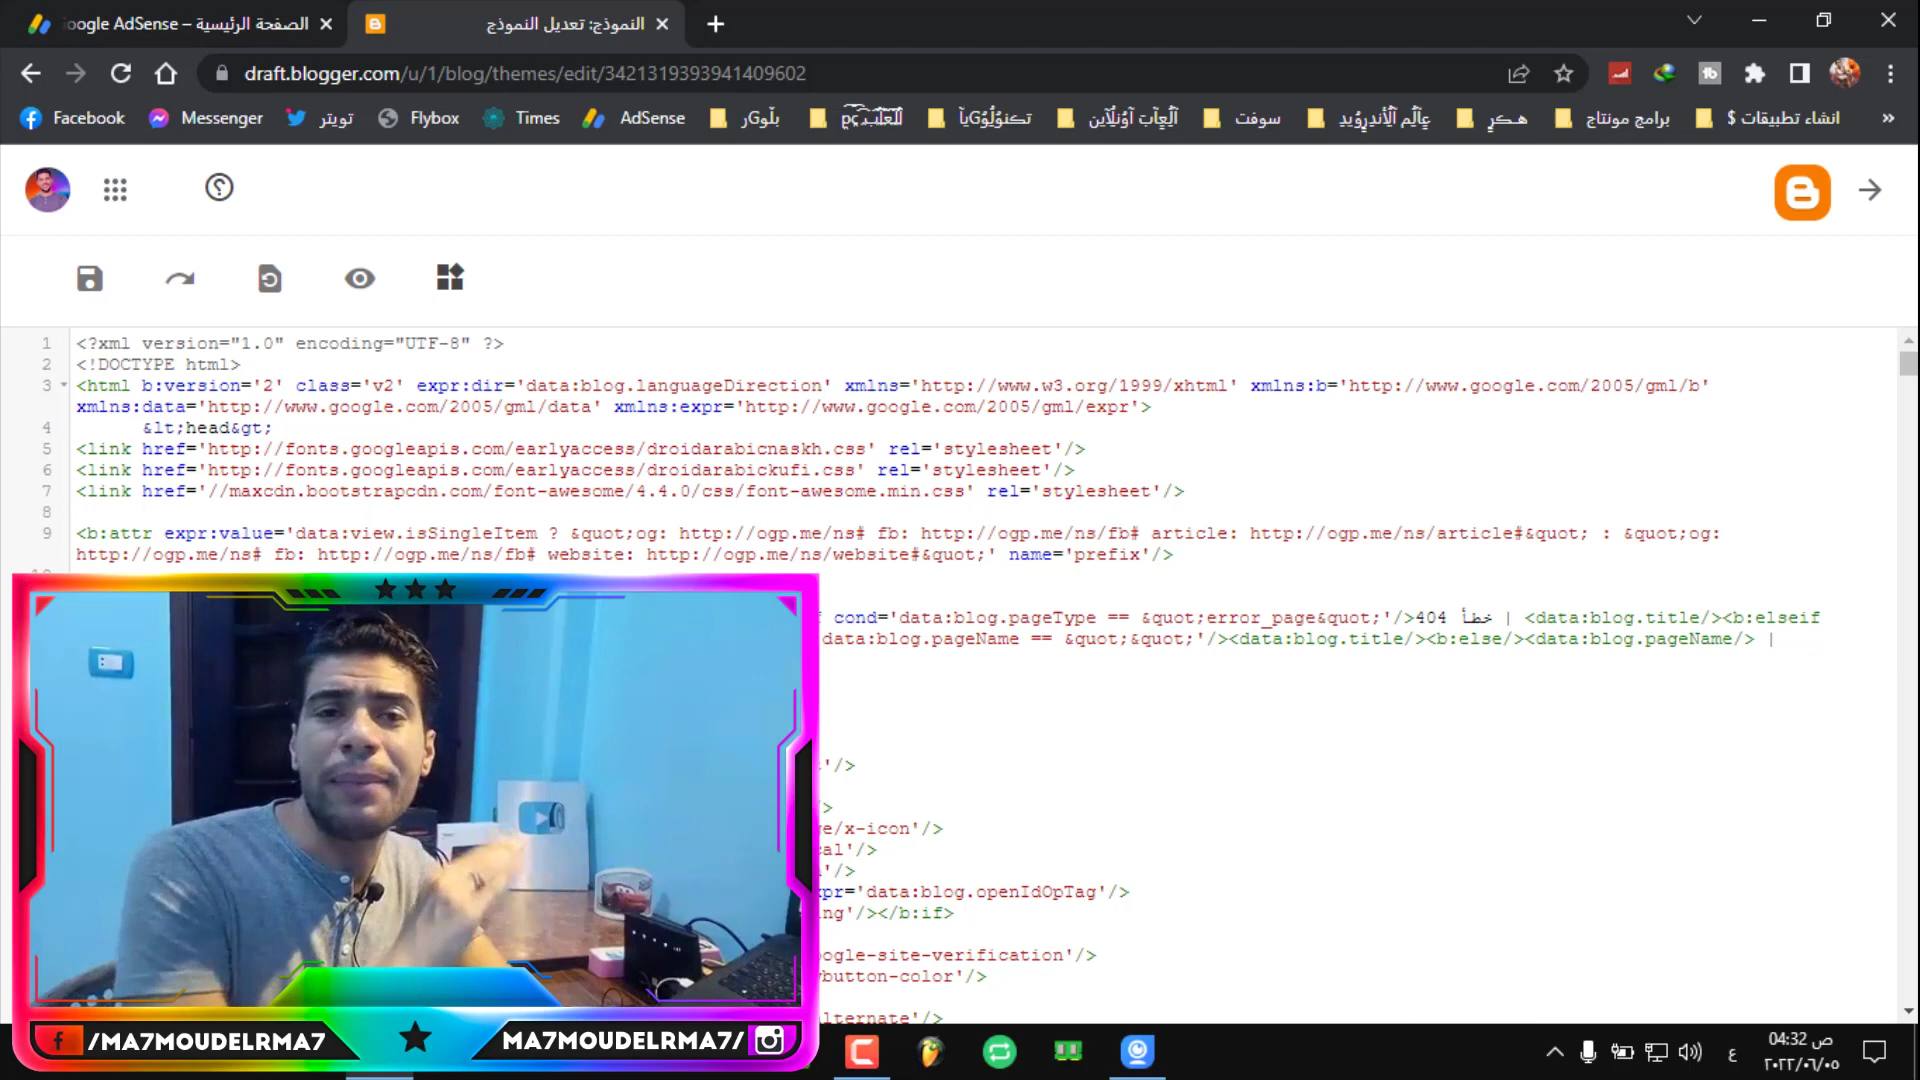 الصفحة الرئيسية – oogle AdSense
النموذج: تعديل النموذج
draft.blogger.com/u/1/blog/themes/edit/3421319393941409602
Facebook
Messenger
تويتر
Flybox
Times
AdSense
سوفت
برامج مونتاج
انشاء تطبيقات $
»
1 <?xml version="1.0" encoding="UTF-8" ?>
2 <!DOCTYPE html>
3 <html b:version='2' class='v2' expr:dir='data:blog.languageDirection' xmlns='http://www.w3.org/1999/xhtml' xmlns:b='http://www.google.com/2005/gml/b'
xmlns:data='http://www.google.com/2005/gml/data' xmlns:expr='http://www.google.com/2005/gml/expr'>
4 &lt;head&gt;
5 <link href='http://fonts.googleapis.com/earlyaccess/droidarabicnaskh.css' rel='stylesheet'/>
6 <link href='http://fonts.googleapis.com/earlyaccess/droidarabickufi.css' rel='stylesheet'/>
7 <link href='//maxcdn.bootstrapcdn.com/font-awesome/4.4.0/css/font-awesome.min.css' rel='stylesheet'/>
8
9 <b:attr expr:value='data:view.isSingleItem ? &quot;og: http://ogp.me/ns# fb: http://ogp.me/ns/fb# article: http://ogp.me/ns/article#&quot; : &quot;og:
http://ogp.me/ns# fb: http://ogp.me/ns/fb# website: http://ogp.me/ns/website#&quot;' name='prefix'/>
cond='data:blog.pageType == &quot;error_page&quot;'/>404 خطأ | <data:blog.title/><b:elseif
data:blog.pageName == &quot;&quot;'/><data:blog.title/><b:else/><data:blog.pageName/> |
'/>
/>
e/x-icon'/>
al'/>
'/>
xpr='data:blog.openIdOpTag'/>
ng'/></b:if>
ogle-site-verification'/>
button-color'/>
lternate'/>
/MA7MOUDELRMA7
MA7MOUDELRMA7/
ع
04:32 ص
٢٠٢٢/٠٦/٠٥